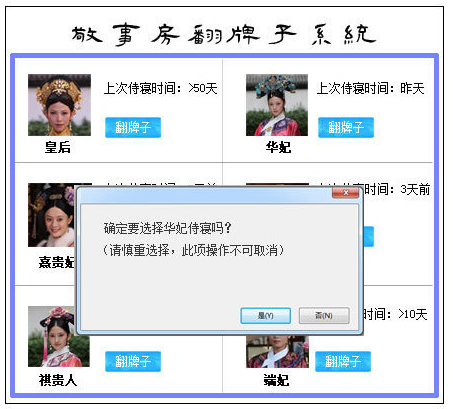 敬事房翻牌子系統
上次侍寝时间：>50天
翻牌子
皇后
上次侍寝时间：昨天
翻牌子
华妃
3天前
熹贵妃
确定要选择华妃侍寝吗?
（请慎重选择，此项操作不可取消）
是(Y)
否(N)
翻牌子
祺贵人
时间：>10天
翻牌子
端妃